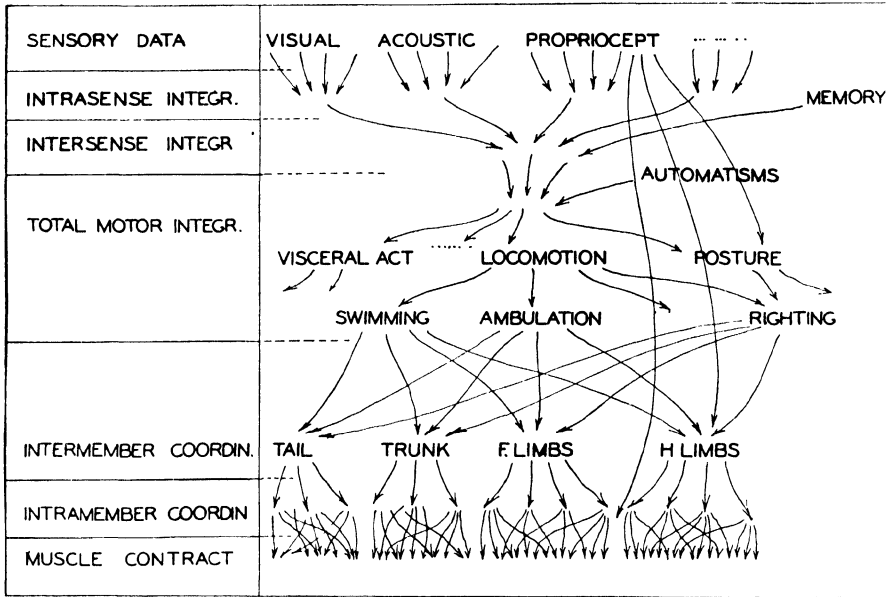 SENSORY DATA
VISUAL ACOUSTIC PROPRIOCEPT ... ... . .
INTRASENSE INTEGR.
MEMORY
INTERSENSE INTEGR
AUTOMATISMS
TOTAL MOTOR INTEGR.
VISCERAL ACT ....... LOCOMOTION POSTURE
SWIMMING AMBULATION RIGHTING
INTERMEMBER COORDIN.
TAIL TRUNK F. LIMBS H LIMBS
INTRAMEMBER COORDIN
MUSCLE CONTRACT